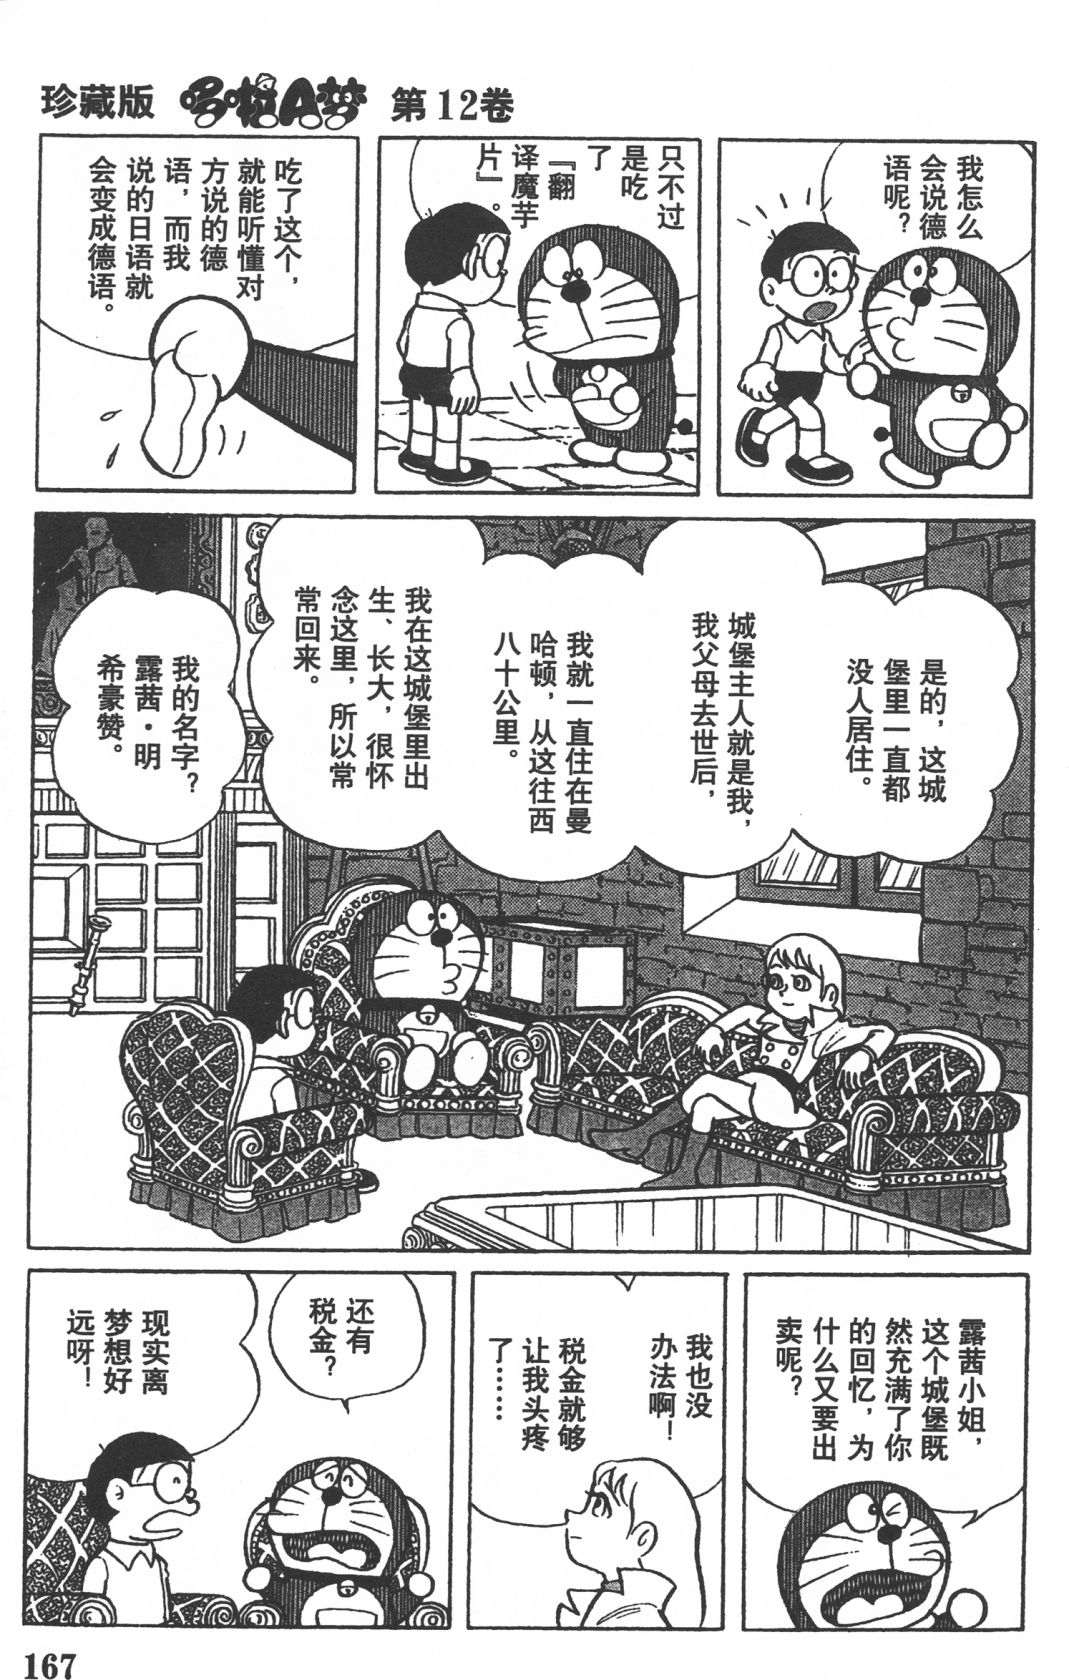 珍藏版 哆啦A梦 第12卷
我怎么
会说德
语呢?
只不过
是吃
了
『翻
译魔芋
片』。
吃了这个，
就能听懂对
方说的德
语，而我
说的日语就
会变成德语。
是的，这城
堡里一直都
没人居住。
城堡主人就是我，
我父母去世后，
我就一直住在曼
哈顿，从这往西
八十公里。
我在这城堡里出
生、长大，很怀
念这里，所以常
常回来。
我的名字?
露茜·明
希豪赞。
露茜小姐，
这个城堡既
然充满了你
的回忆，为
什么又要出
卖呢?
我也没
办法啊!
税金就够
让我头疼
了……
还有
税金?
现实离
梦想好
远呀!
167